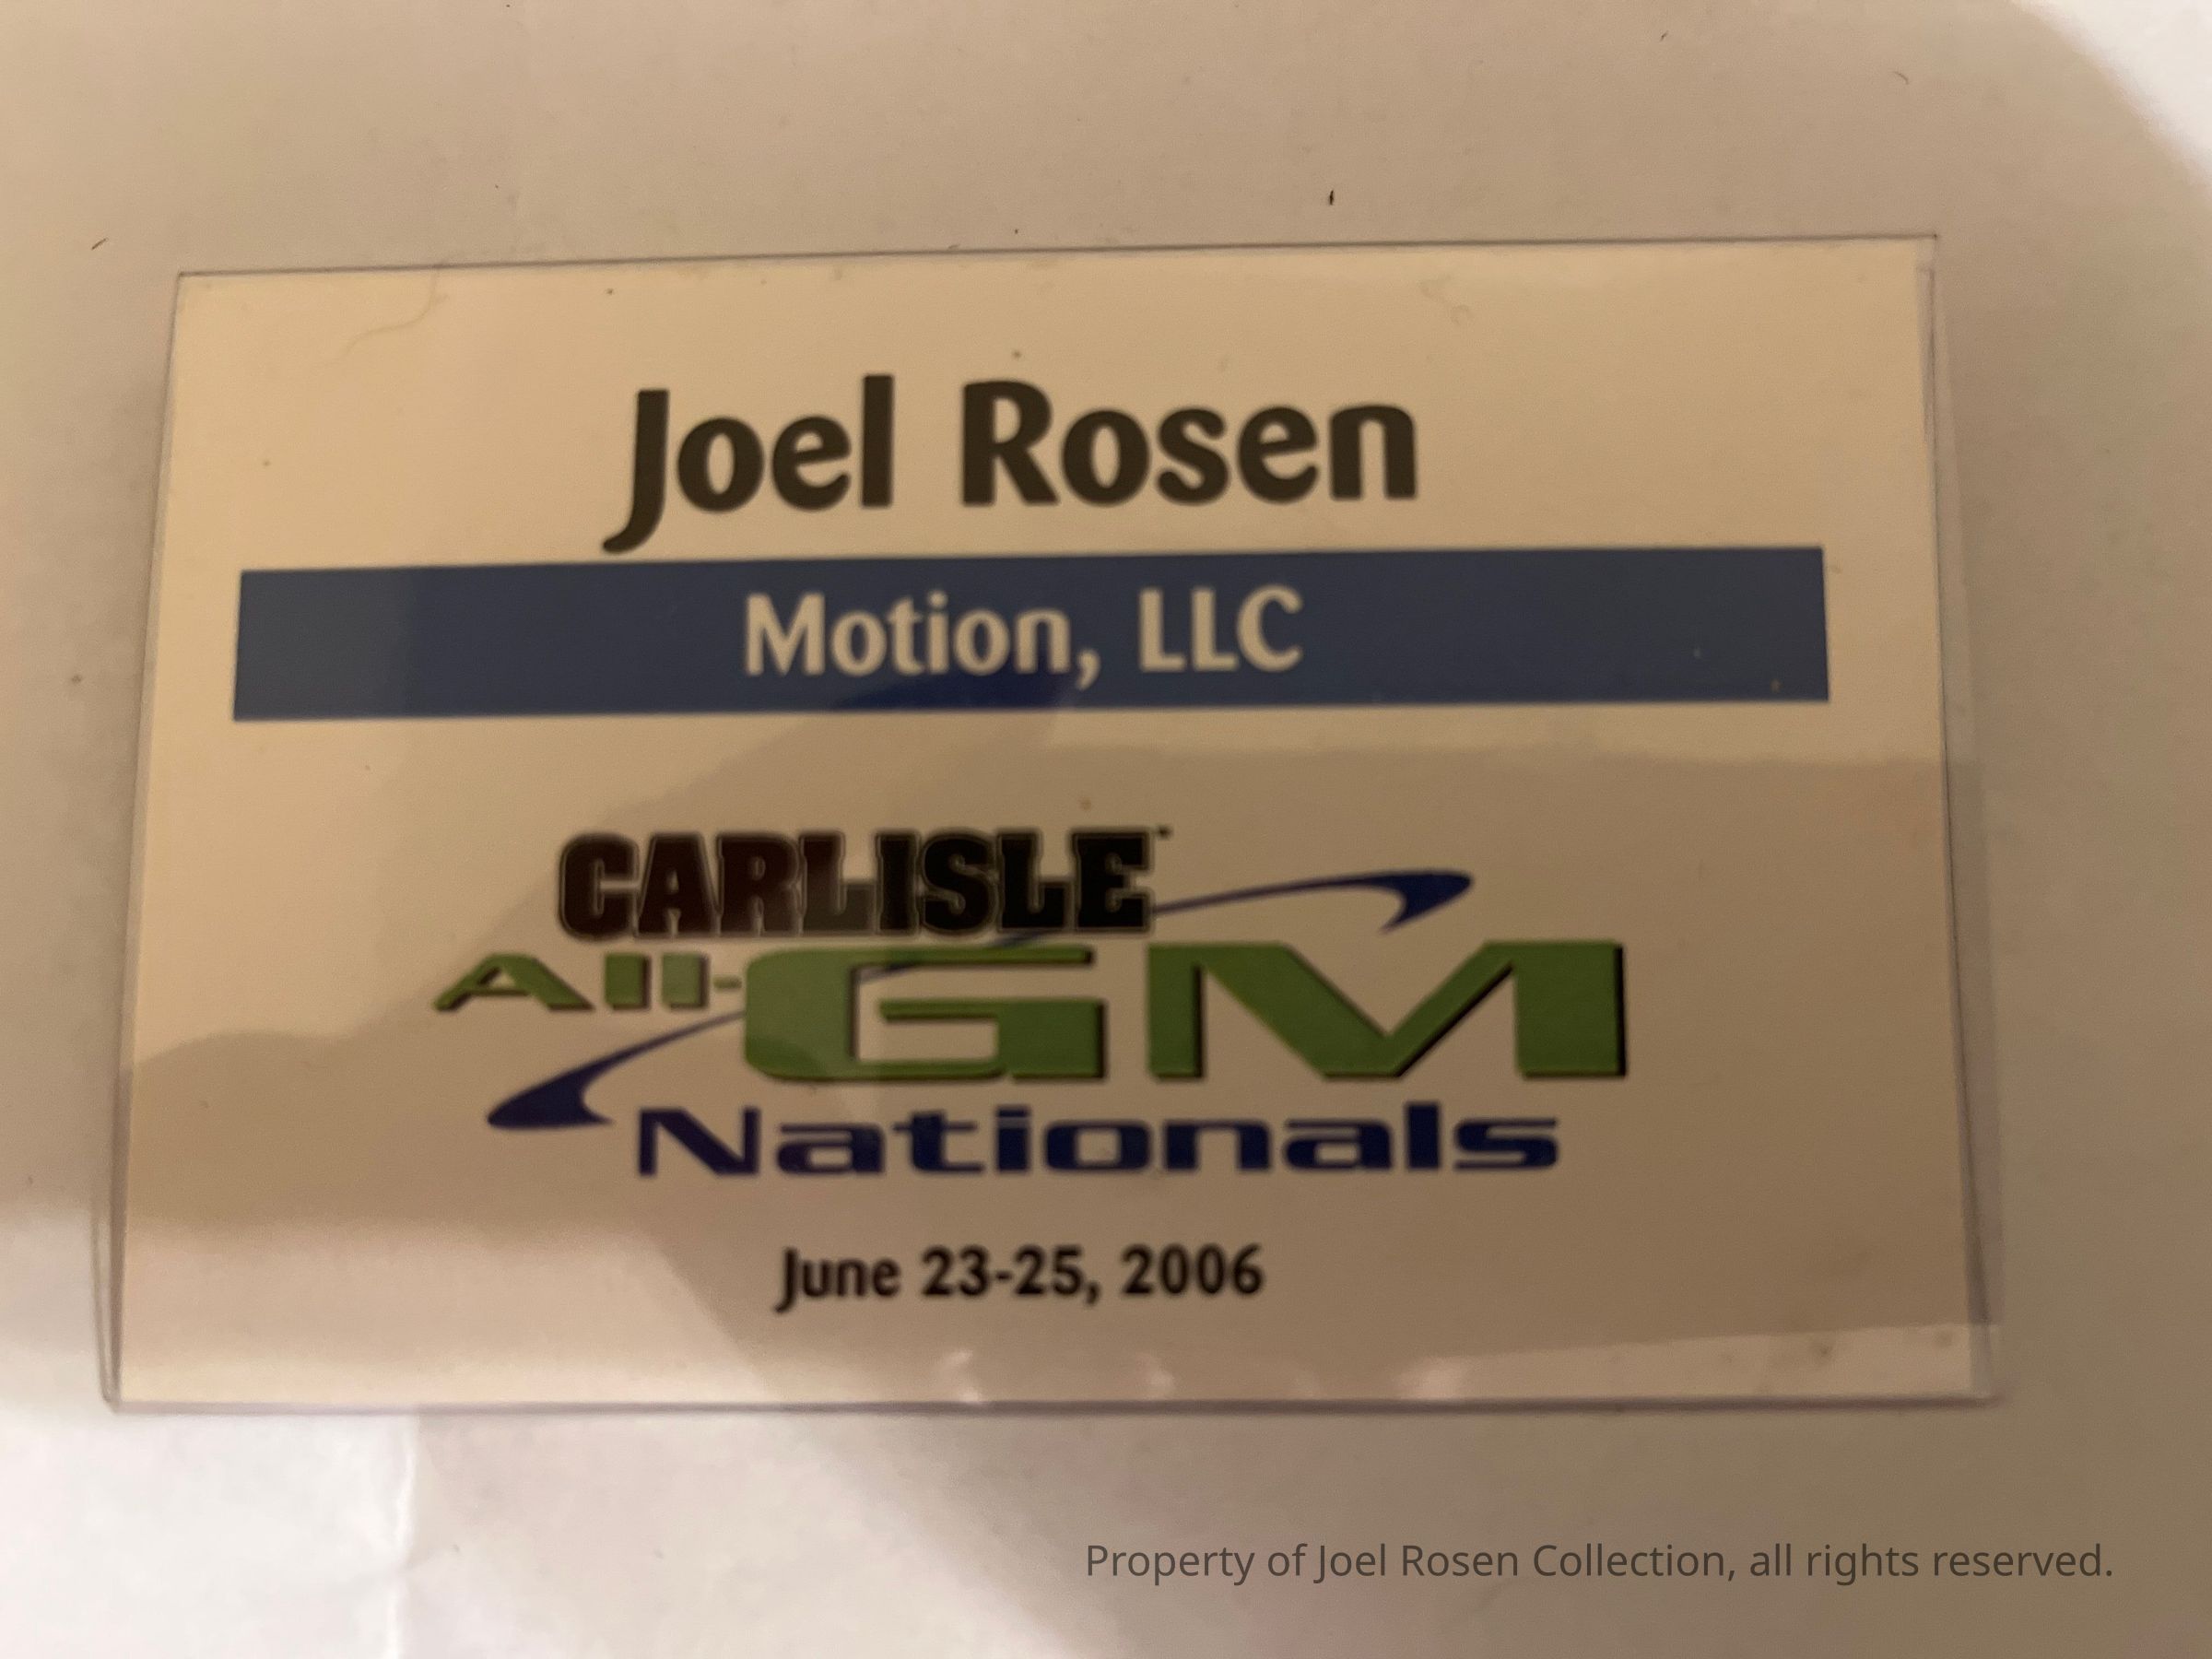 Joel Rosen
Motion, LLC
CARLISLE
All-GM
Nationals
June 23-25, 2006
Property of Joel Rosen Collection, all rights reserved.